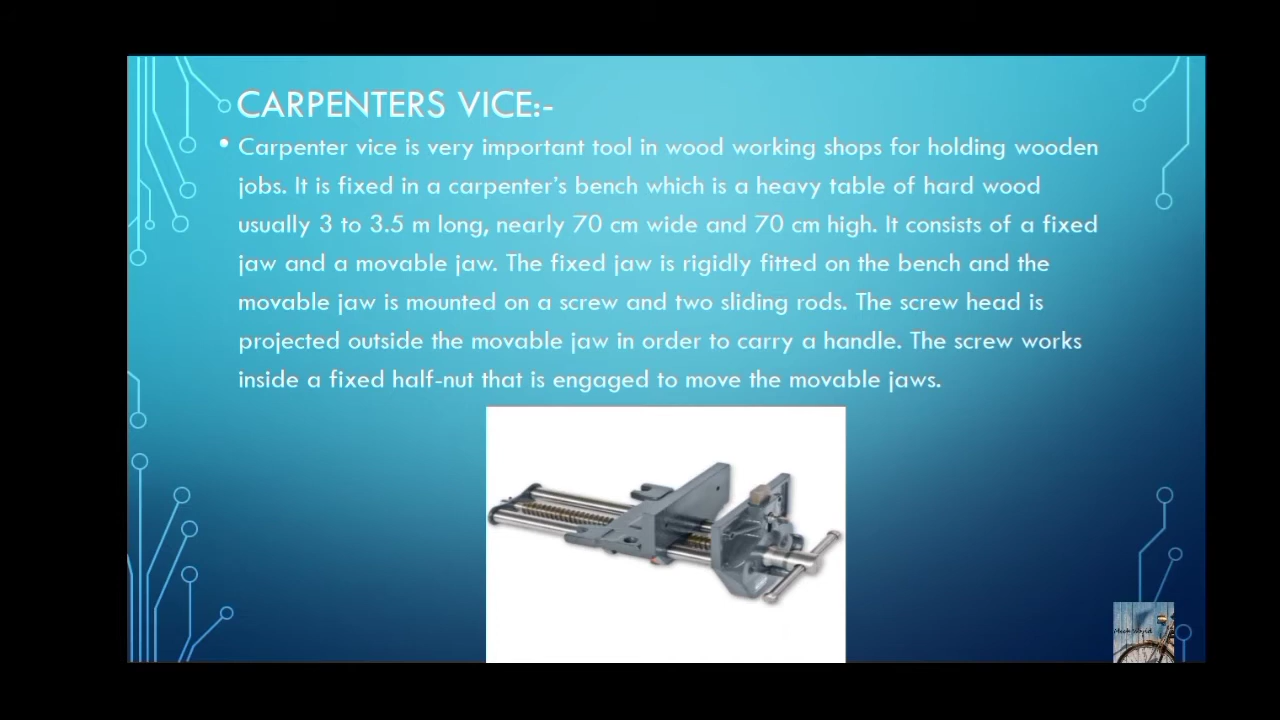 CARPENTERS VICE:-
• Carpenter vice is very important tool in wood working shops for holding wooden
jobs. It is fixed in a carpenter's bench which is a heavy table of hard wood
usually 3 to 3.5 m long, nearly 70 cm wide and 70 cm high. It consists of a fixed
jaw and a movable jaw. The fixed jaw is rigidly fitted on the bench and the
movable jaw is mounted on a screw and two sliding rods. The screw head is
projected outside the movable jaw in order to carry a handle. The screw works
inside a fixed half-nut that is engaged to move the movable jaws.
Mech World